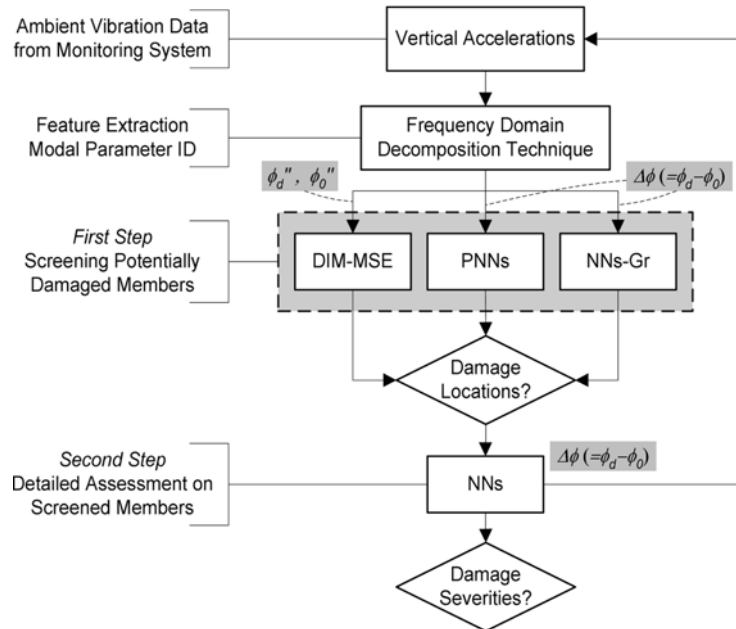 Ambient Vibration Data
from Monitoring System
Vertical Accelerations
Feature Extraction
Modal Parameter ID
Frequency Domain
Decomposition Technique
ϕd", ϕ0"
Δϕ (=ϕd−ϕ0)
First Step
Screening Potentially
Damaged Members
DIM-MSE
PNNs
NNs-Gr
Damage
Locations?
Second Step
Detailed Assessment on
Screened Members
Δϕ (=ϕd−ϕ0)
NNs
Damage
Severities?